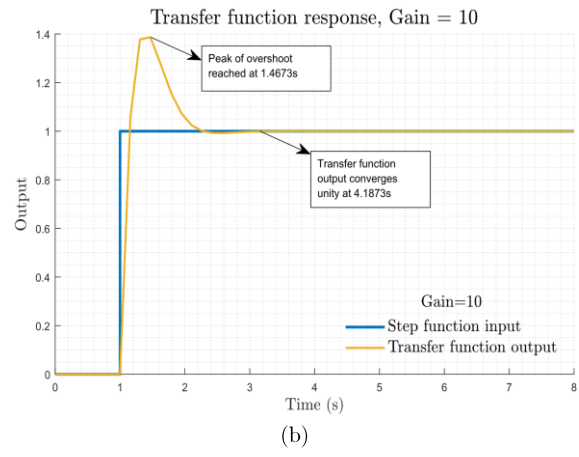 Transfer function response, Gain = 10
1.4
1.2
1
0.8
0.6
0.4
0.2
0
Output
Peak of overshoot
reached at 1.4673s
Transfer function
output converges
unity at 4.1873s
Gain=10
Step function input
Transfer function output
0 1 2 3 4 5 6 7 8
Time (s)
(b)